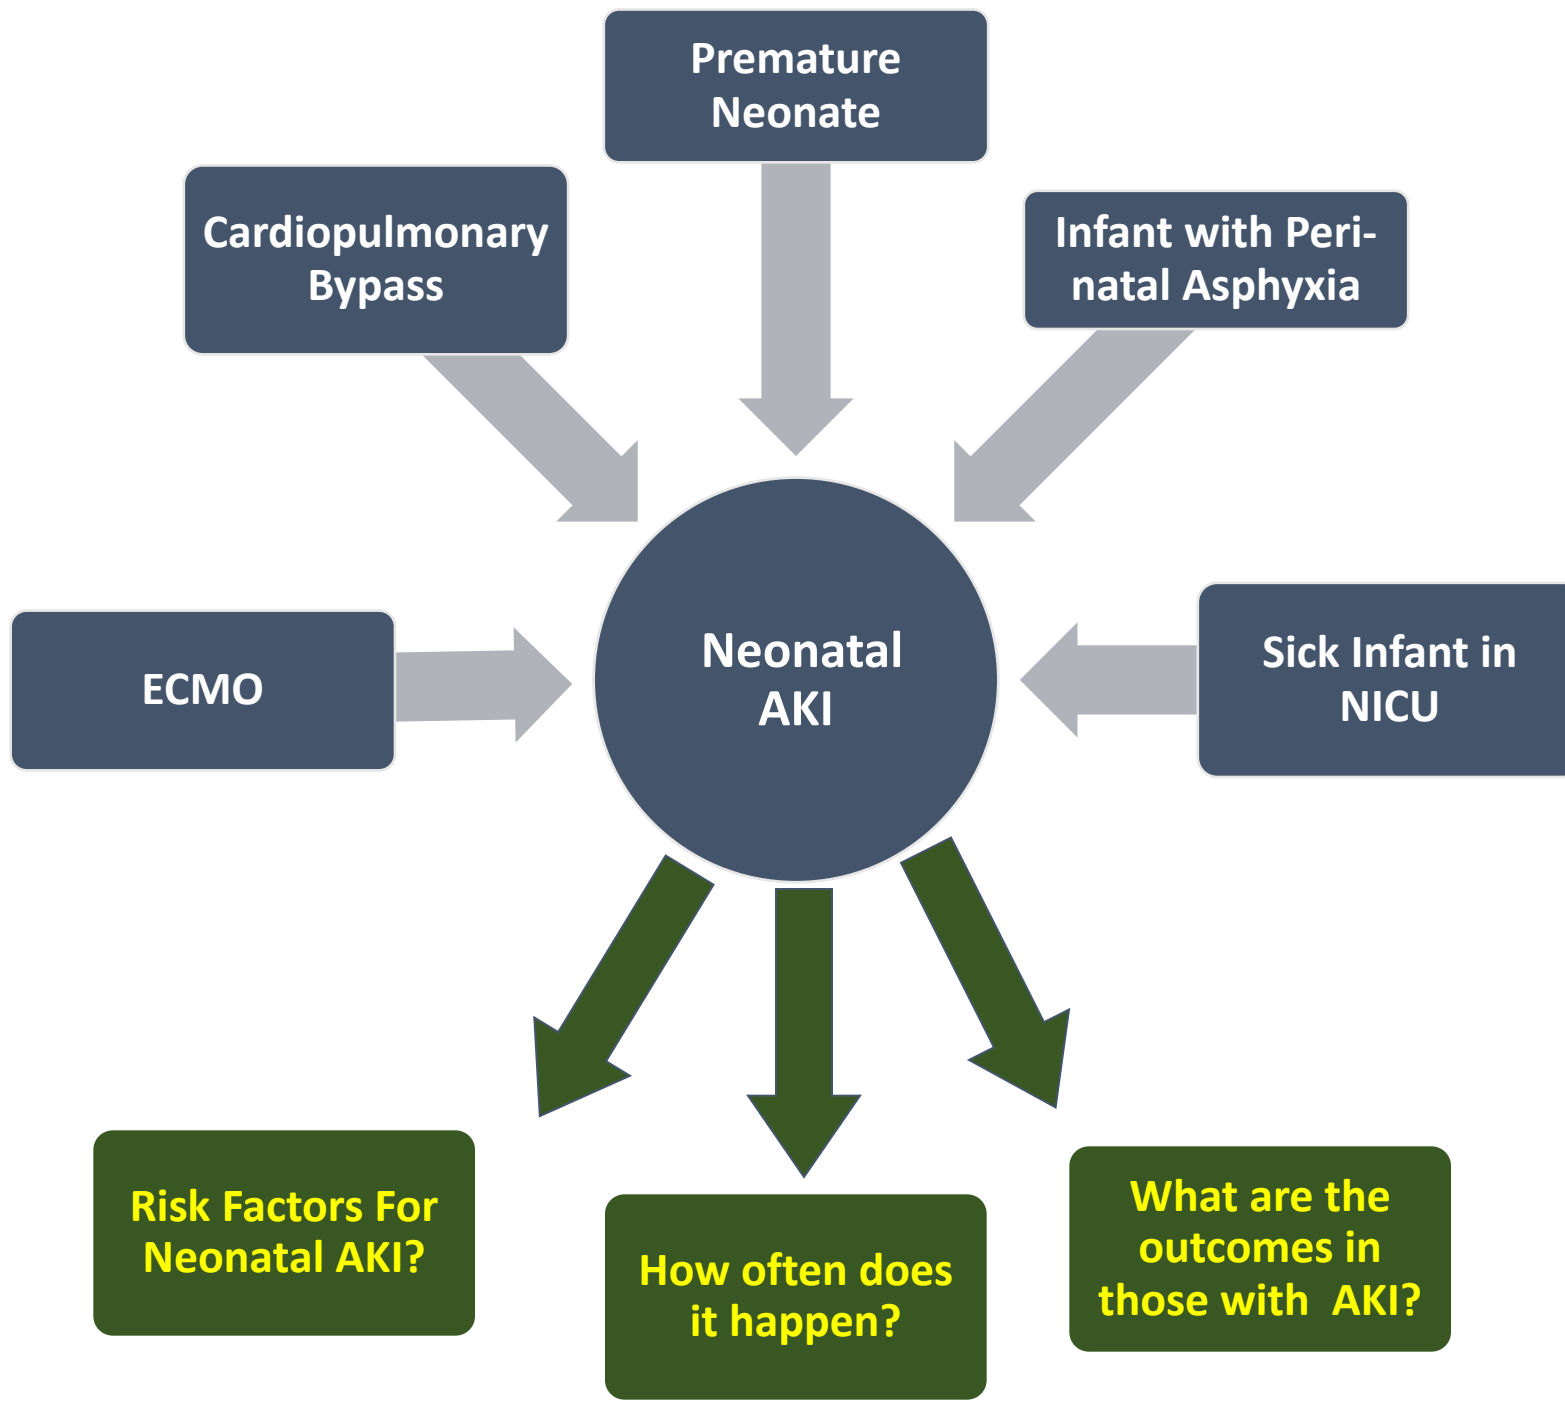 Premature
Neonate
Cardiopulmonary
Bypass
Infant with Peri-
natal Asphyxia
ECMO
Neonatal
AKI
Sick Infant in
NICU
Risk Factors For
Neonatal AKI?
How often does
it happen?
What are the
outcomes in
those with  AKI?